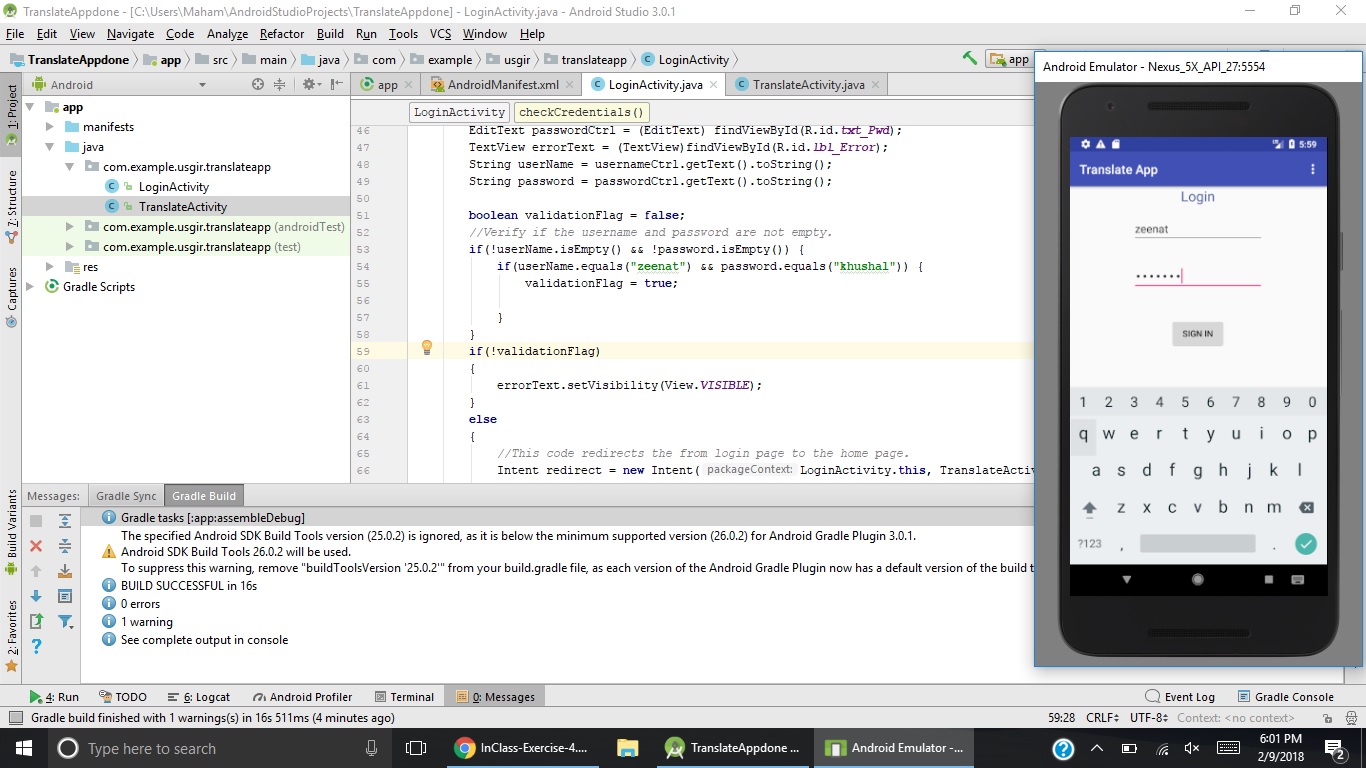 TranslateAppdone - [C:\Users\Maham\AndroidStudioProjects\TranslateAppdone] - LoginActivity.java - Android Studio 3.0.1
File Edit View Navigate Code Analyze Refactor Build Run Tools VCS Window Help
TranslateAppdone app src main java com example usgir translateapp LoginActivity app
Android
app AndroidManifest.xml LoginActivity.java TranslateActivity.java
LoginActivity checkCredentials()
1: Project
7: Structure
Captures
Build Variants
2: Favorites
app
manifests
java
com.example.usgir.translateapp
LoginActivity
TranslateActivity
com.example.usgir.translateapp (androidTest)
com.example.usgir.translateapp (test)
res
Gradle Scripts
46 EditText passwordCtrl = (EditText) findViewById(R.id.txt_Pwd);
47 TextView errorText = (TextView)findViewById(R.id.lbl_Error);
48 String userName = usernameCtrl.getText().toString();
49 String password = passwordCtrl.getText().toString();
50
51 boolean validationFlag = false;
52 //Verify if the username and password are not empty.
53 if(!userName.isEmpty() && !password.isEmpty()) {
54 if(userName.equals("zeenat") && password.equals("khushal")) {
55 validationFlag = true;
56
57 }
58 }
59 if(!validationFlag)
60 {
61 errorText.setVisibility(View.VISIBLE);
62 }
63 else
64 {
65 //This code redirects the from login page to the home page.
66 Intent redirect = new Intent( packageContext: LoginActivity.this, TranslateActiv
Messages: Gradle Sync Gradle Build
Gradle tasks [:app:assembleDebug]
The specified Android SDK Build Tools version (25.0.2) is ignored, as it is below the minimum supported version (26.0.2) for Android Gradle Plugin 3.0.1.
Android SDK Build Tools 26.0.2 will be used.
To suppress this warning, remove "buildToolsVersion '25.0.2'" from your build.gradle file, as each version of the Android Gradle Plugin now has a default version of the build t
BUILD SUCCESSFUL in 16s
0 errors
1 warning
See complete output in console
Android Emulator - Nexus_5X_API_27:5554
5:59
Translate App
Login
zeenat
•••••••
SIGN IN
1 2 3 4 5 6 7 8 9 0
q w e r t y u i o p
a s d f g h j k l
z x c v b n m
?123 , .
4: Run TODO 6: Logcat Android Profiler Terminal 0: Messages Event Log Gradle Console
Gradle build finished with 1 warnings(s) in 16s 511ms (4 minutes ago) 59:28 CRLF UTF-8 Context: <no context>
Type here to search InClass-Exercise-4.... TranslateAppdone ... Android Emulator -... 6:01 PM
2/9/2018 2